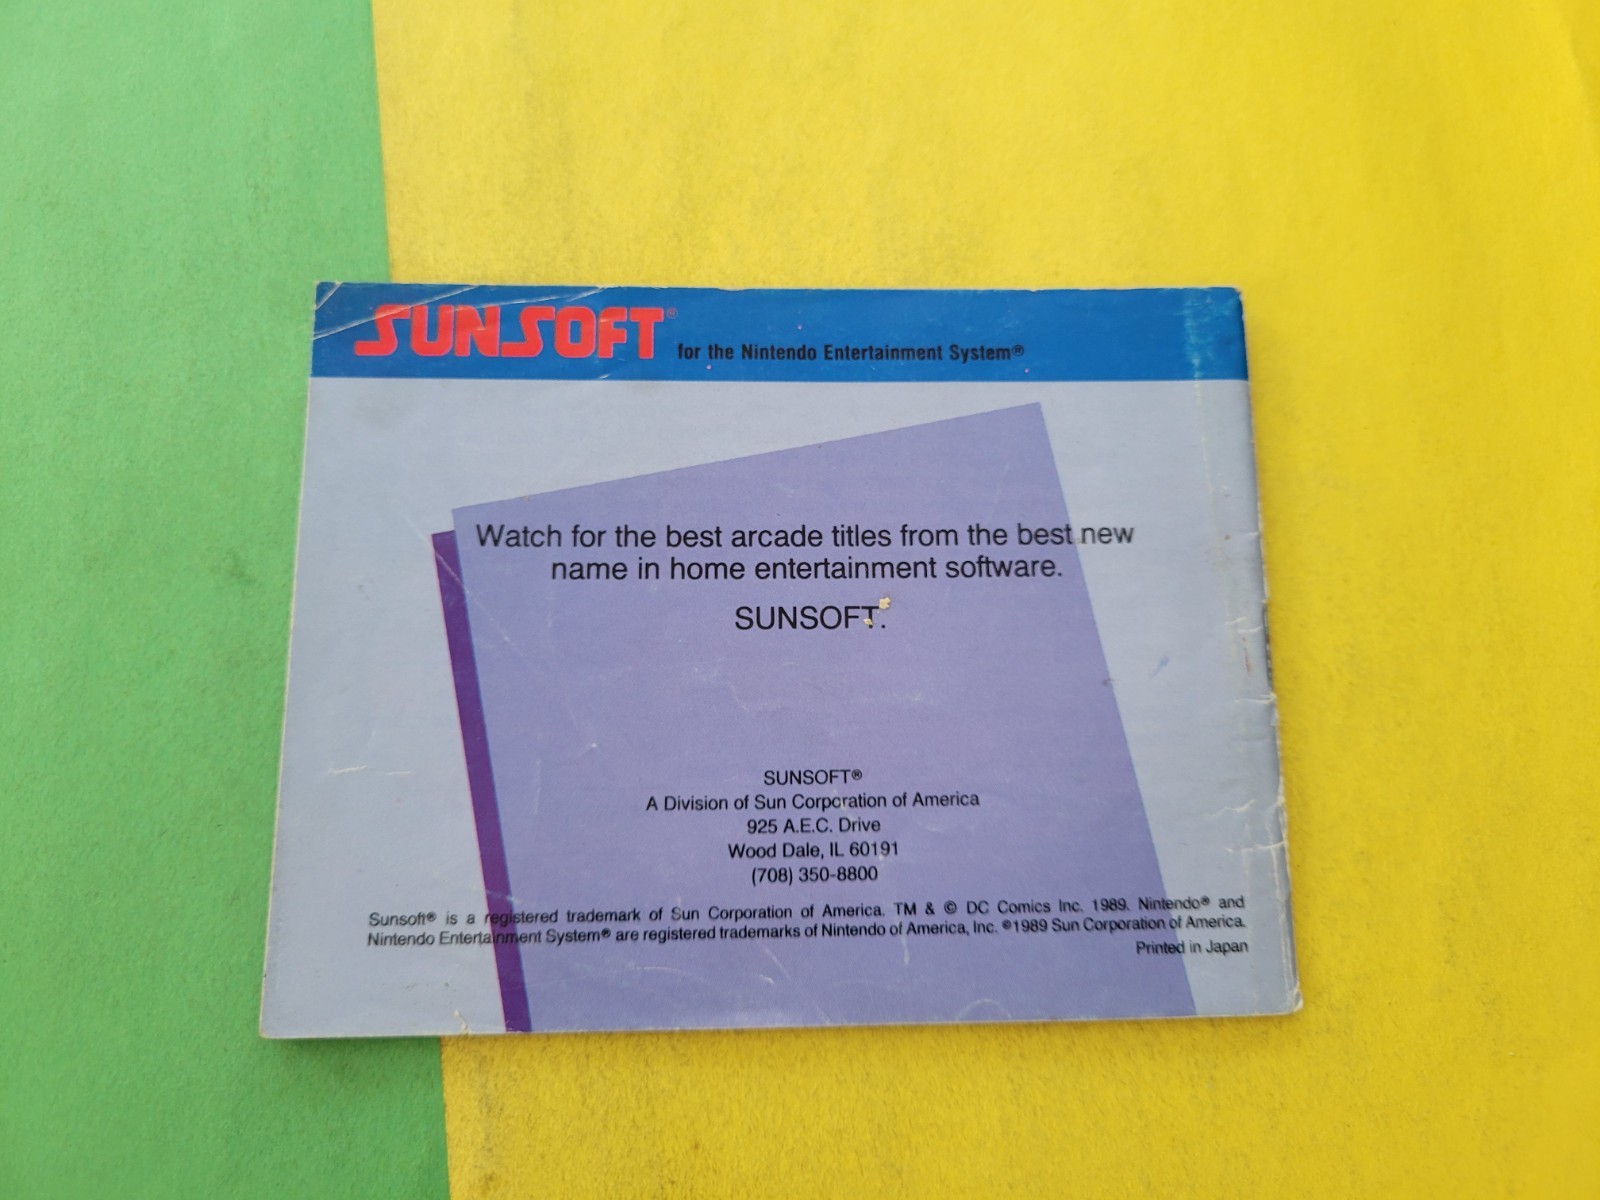 SUNSOFT® for the Nintendo Entertainment System®
Watch for the best arcade titles from the best new
name in home entertainment software.
SUNSOFT.
SUNSOFT®
A Division of Sun Corporation of America
925 A.E.C. Drive
Wood Dale, IL 60191
(708) 350-8800
Sunsoft® is a registered trademark of Sun Corporation of America. TM & © DC Comics Inc. 1989. Nintendo® and
Nintendo Entertainment System® are registered trademarks of Nintendo of America, Inc. ©1989 Sun Corporation of America.
Printed in Japan